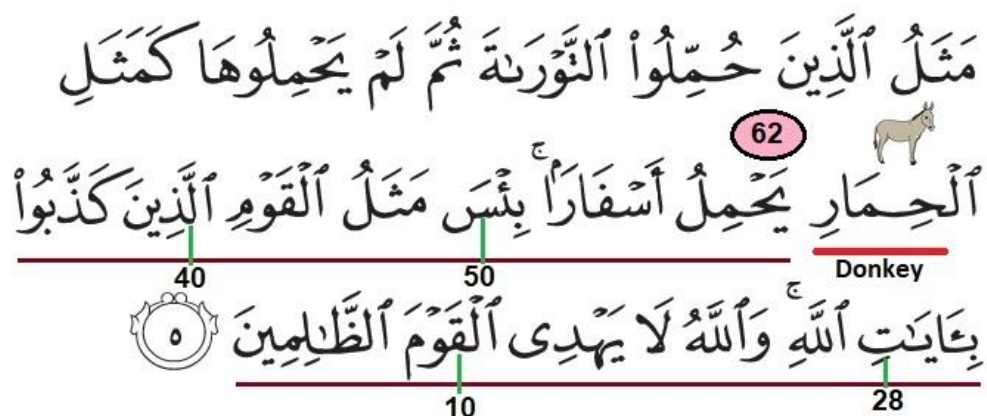 مَثَلُ ٱلَّذِينَ حُمِّلُوا۟ ٱلتَّوْرَىٰةَ ثُمَّ لَمْ يَحْمِلُوهَا كَمَثَلِ
62
ٱلْحِمَارِ يَحْمِلُ أَسْفَارًۢا ۚ بِئْسَ مَثَلُ ٱلْقَوْمِ ٱلَّذِينَ كَذَّبُوا۟
Donkey
50
40
بِـَٔايَـٰتِ ٱللَّهِ ۚ وَٱللَّهُ لَا يَهْدِى ٱلْقَوْمَ ٱلظَّـٰلِمِينَ ٥
28
10